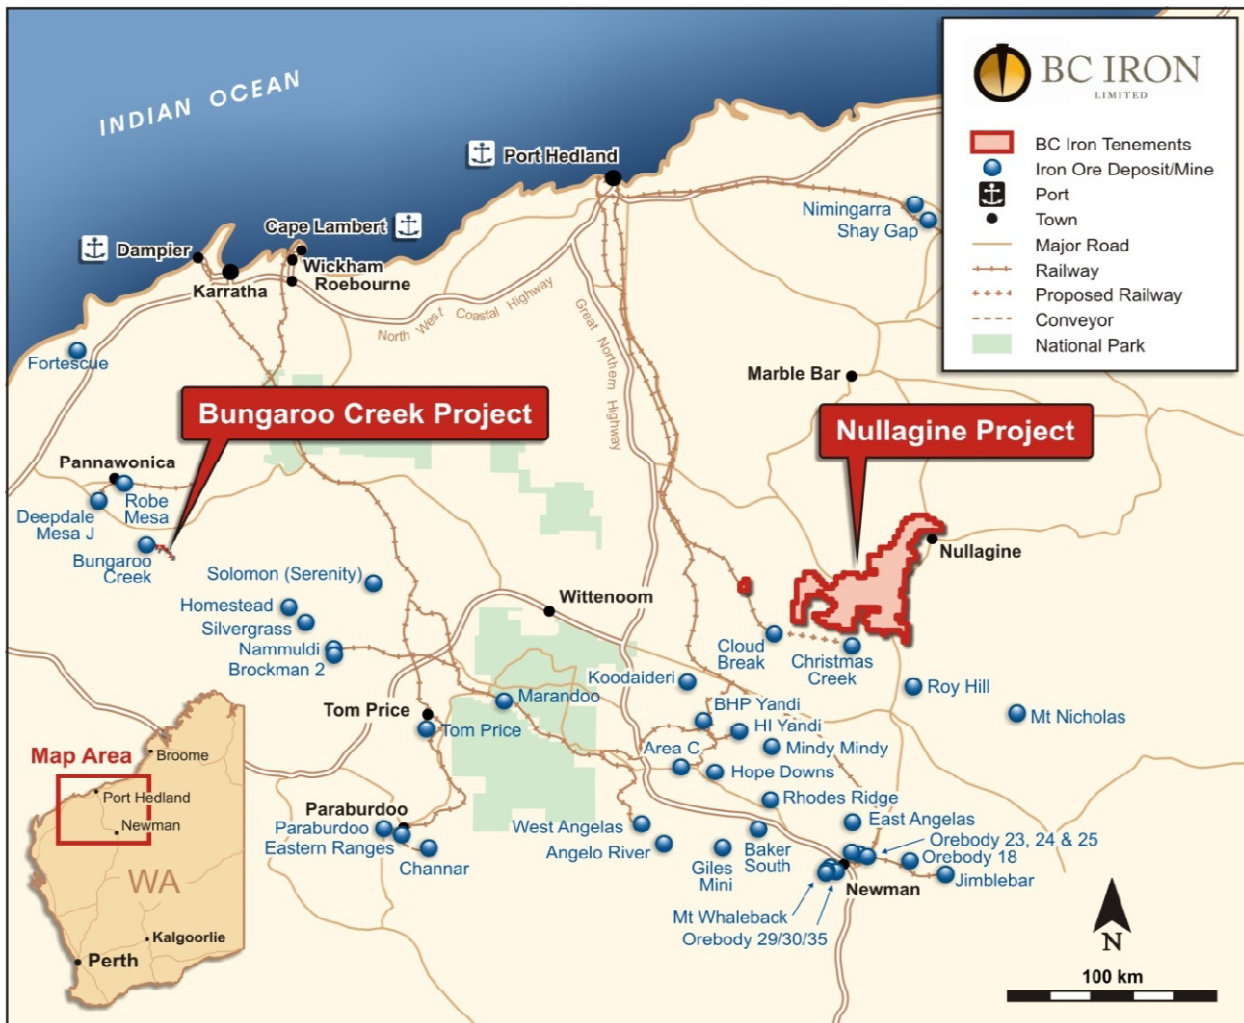 INDIAN OCEAN
BC IRON
LIMITED
BC Iron Tenements
Iron Ore Deposit/Mine
Port
Town
Major Road
Railway
Proposed Railway
Conveyor
National Park
Port Hedland
Cape Lambert
Dampier
Wickham
Roebourne
Karratha
North West Coastal Highway
Great Northern Highway
Nimingarra
Shay Gap
Fortescue
Marble Bar
Bungaroo Creek Project
Nullagine Project
Pannawonica
Robe
Mesa
Deepdale
Mesa J
Bungaroo
Creek
Nullagine
Solomon (Serenity)
Homestead
Silvergrass
Nammuldi
Brockman 2
Wittenoom
Cloud
Break
Christmas
Creek
Koodaideri
Roy Hill
Mt Nicholas
Marandoo
Tom Price
Tom Price
BHP Yandi
HI Yandi
Mindy Mindy
Area C
Hope Downs
Rhodes Ridge
Paraburdoo
Paraburdoo
Eastern Ranges
Channar
West Angelas
Angelo River
Giles
Mini
Baker
South
East Angelas
Orebody 23, 24 & 25
Orebody 18
Jimblebar
Newman
Mt Whaleback
Orebody 29/30/35
Map Area
Broome
Port Hedland
Newman
WA
Kalgoorlie
Perth
N
100 km